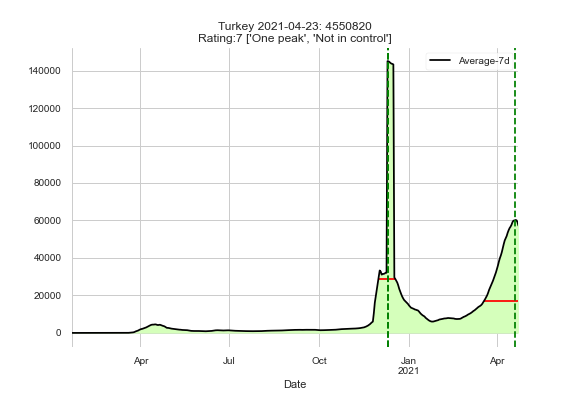 Turkey 2021-04-23: 4550820
Rating:7 ['One peak', 'Not in control']
Average-7d
140000
120000
100000
80000
60000
40000
20000
0
Apr
Jul
Oct
Jan
2021
Apr
Date